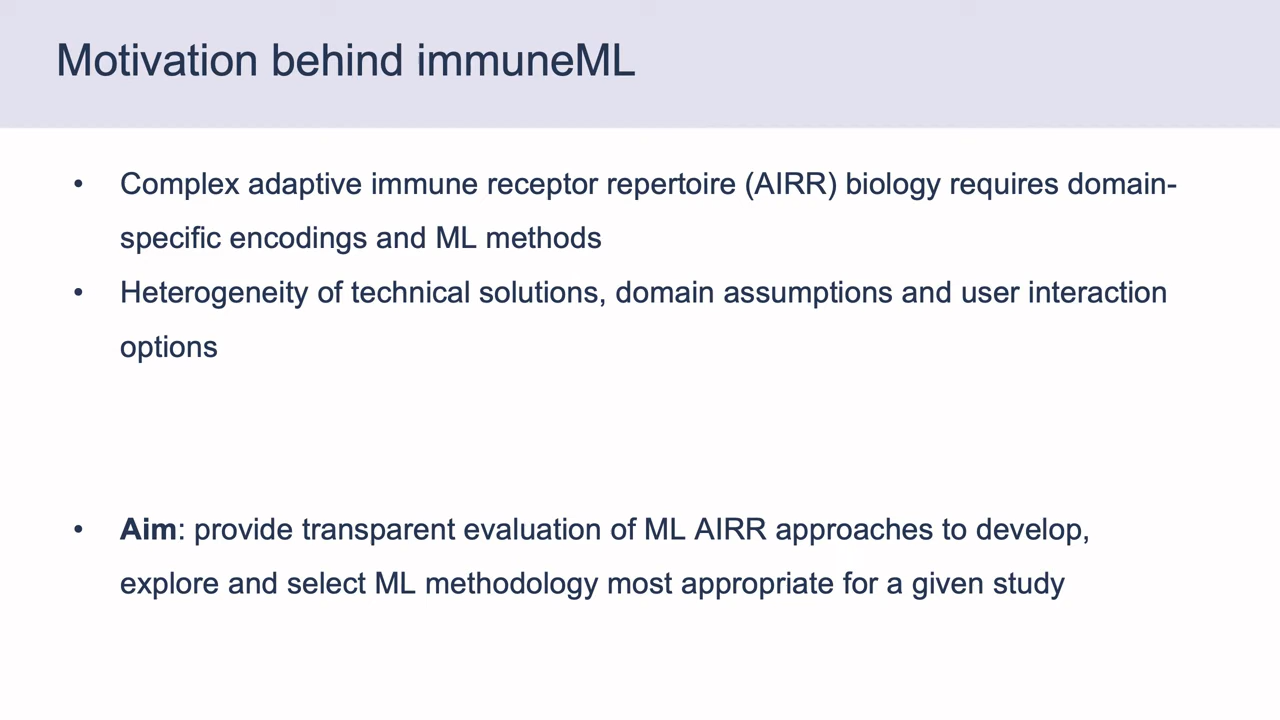 Motivation behind immuneML
• Complex adaptive immune receptor repertoire (AIRR) biology requires domain-
specific encodings and ML methods
• Heterogeneity of technical solutions, domain assumptions and user interaction
options
• Aim: provide transparent evaluation of ML AIRR approaches to develop,
explore and select ML methodology most appropriate for a given study